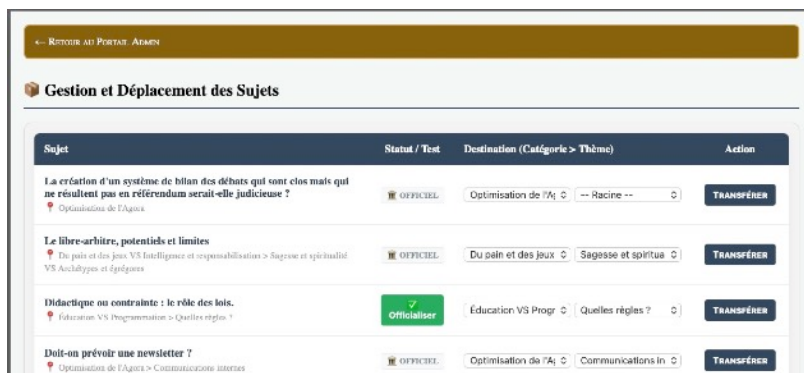 ← Retour au Portail Admin
📦 Gestion et Déplacement des Sujets
Sujet Statut / Test Destination (Catégorie > Thème) Action
La création d'un système de bilan des débats qui sont clos mais qui
ne résultent pas en référendum serait-elle judicieuse ?
📍 Optimisation de l'Agora
🏛 OFFICIEL Optimisation de l'A -- Racine -- TRANSFÉRER
Le libre-arbitre, potentiels et limites
📍 Du pain et des jeux VS Intelligence et responsabilisation > Sagesse et spiritualité
VS Archétypes et égrégores
🏛 OFFICIEL Du pain et des jeux Sagesse et spiritua TRANSFÉRER
Didactique ou contrainte : le rôle des lois.
📍 Éducation VS Programmation > Quelles règles ?
✅ Officialiser Éducation VS Progr Quelles règles ? TRANSFÉRER
Doit-on prévoir une newsletter ?
📍 Optimisation de l'Agora > Communications internes
🏛 OFFICIEL Optimisation de l'A Communications in TRANSFÉRER